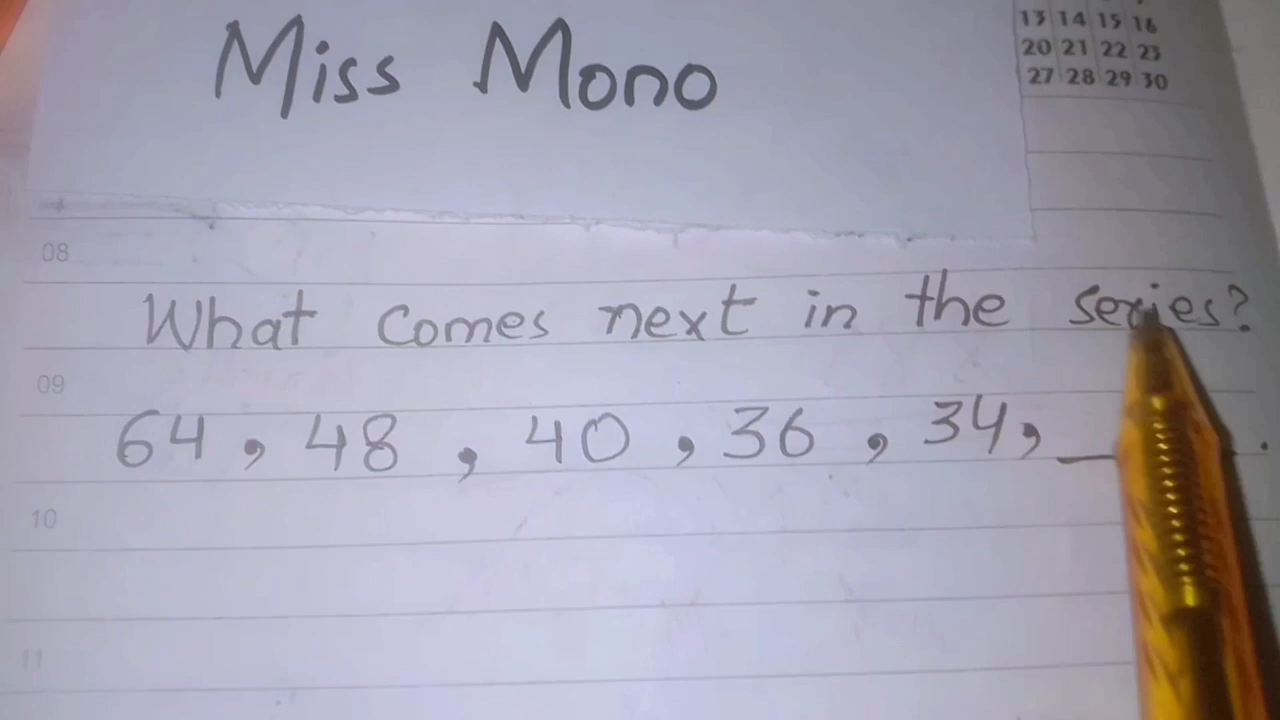 Miss Mono
13 14 15 16
20 21 22 23
27 28 29 30
08
What comes next in the series?
09
64, 48, 40, 36, 34, ____.
10
11